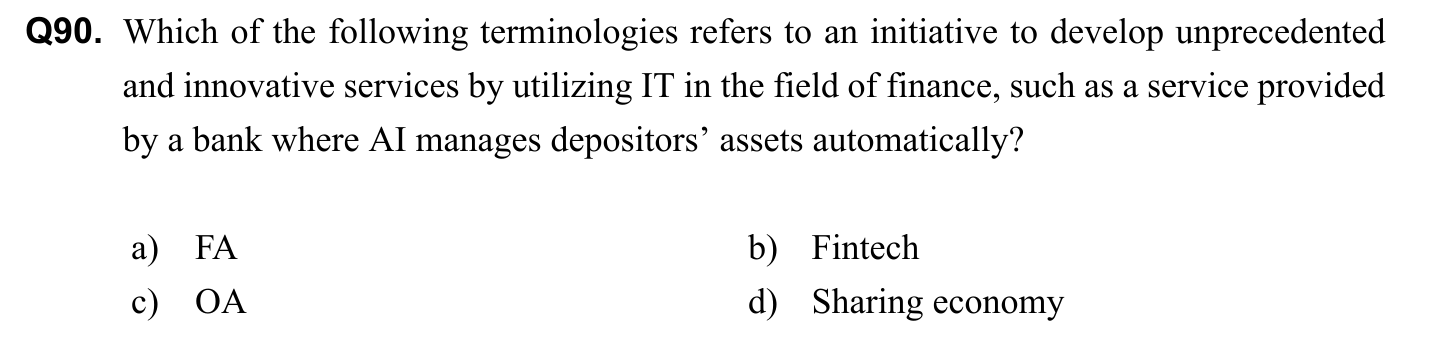 Q90. Which of the following terminologies refers to an initiative to develop unprecedented
and innovative services by utilizing IT in the field of finance, such as a service provided
by a bank where AI manages depositors’ assets automatically?
a) FA b) Fintech
c) OA d) Sharing economy